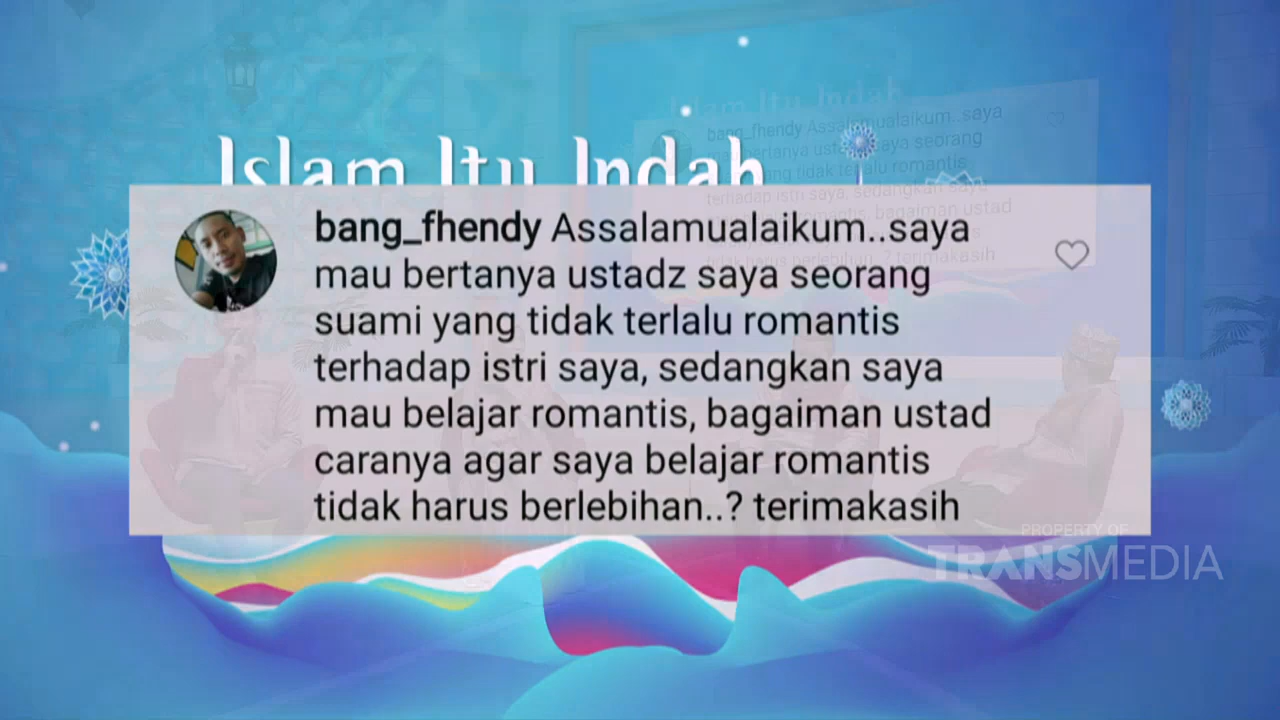 Islam Itu Indah
bang_fhendy Assalamualaikum..saya
mau bertanya ustadz saya seorang
suami yang tidak terlalu romantis
terhadap istri saya, sedangkan saya
mau belajar romantis, bagaiman ustad
caranya agar saya belajar romantis
tidak harus berlebihan..? terimakasih
PROPERTY OF
TRANSMEDIA